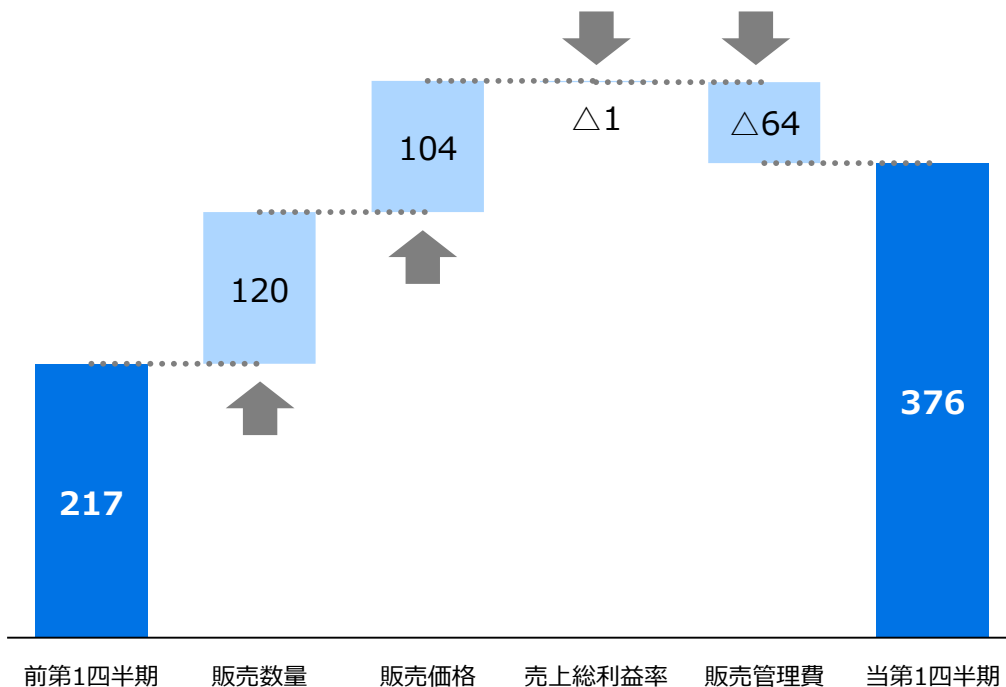 104
△1
△64
120
376
217
前第1四半期
販売数量
販売価格
売上総利益率
販売管理費
当第1四半期